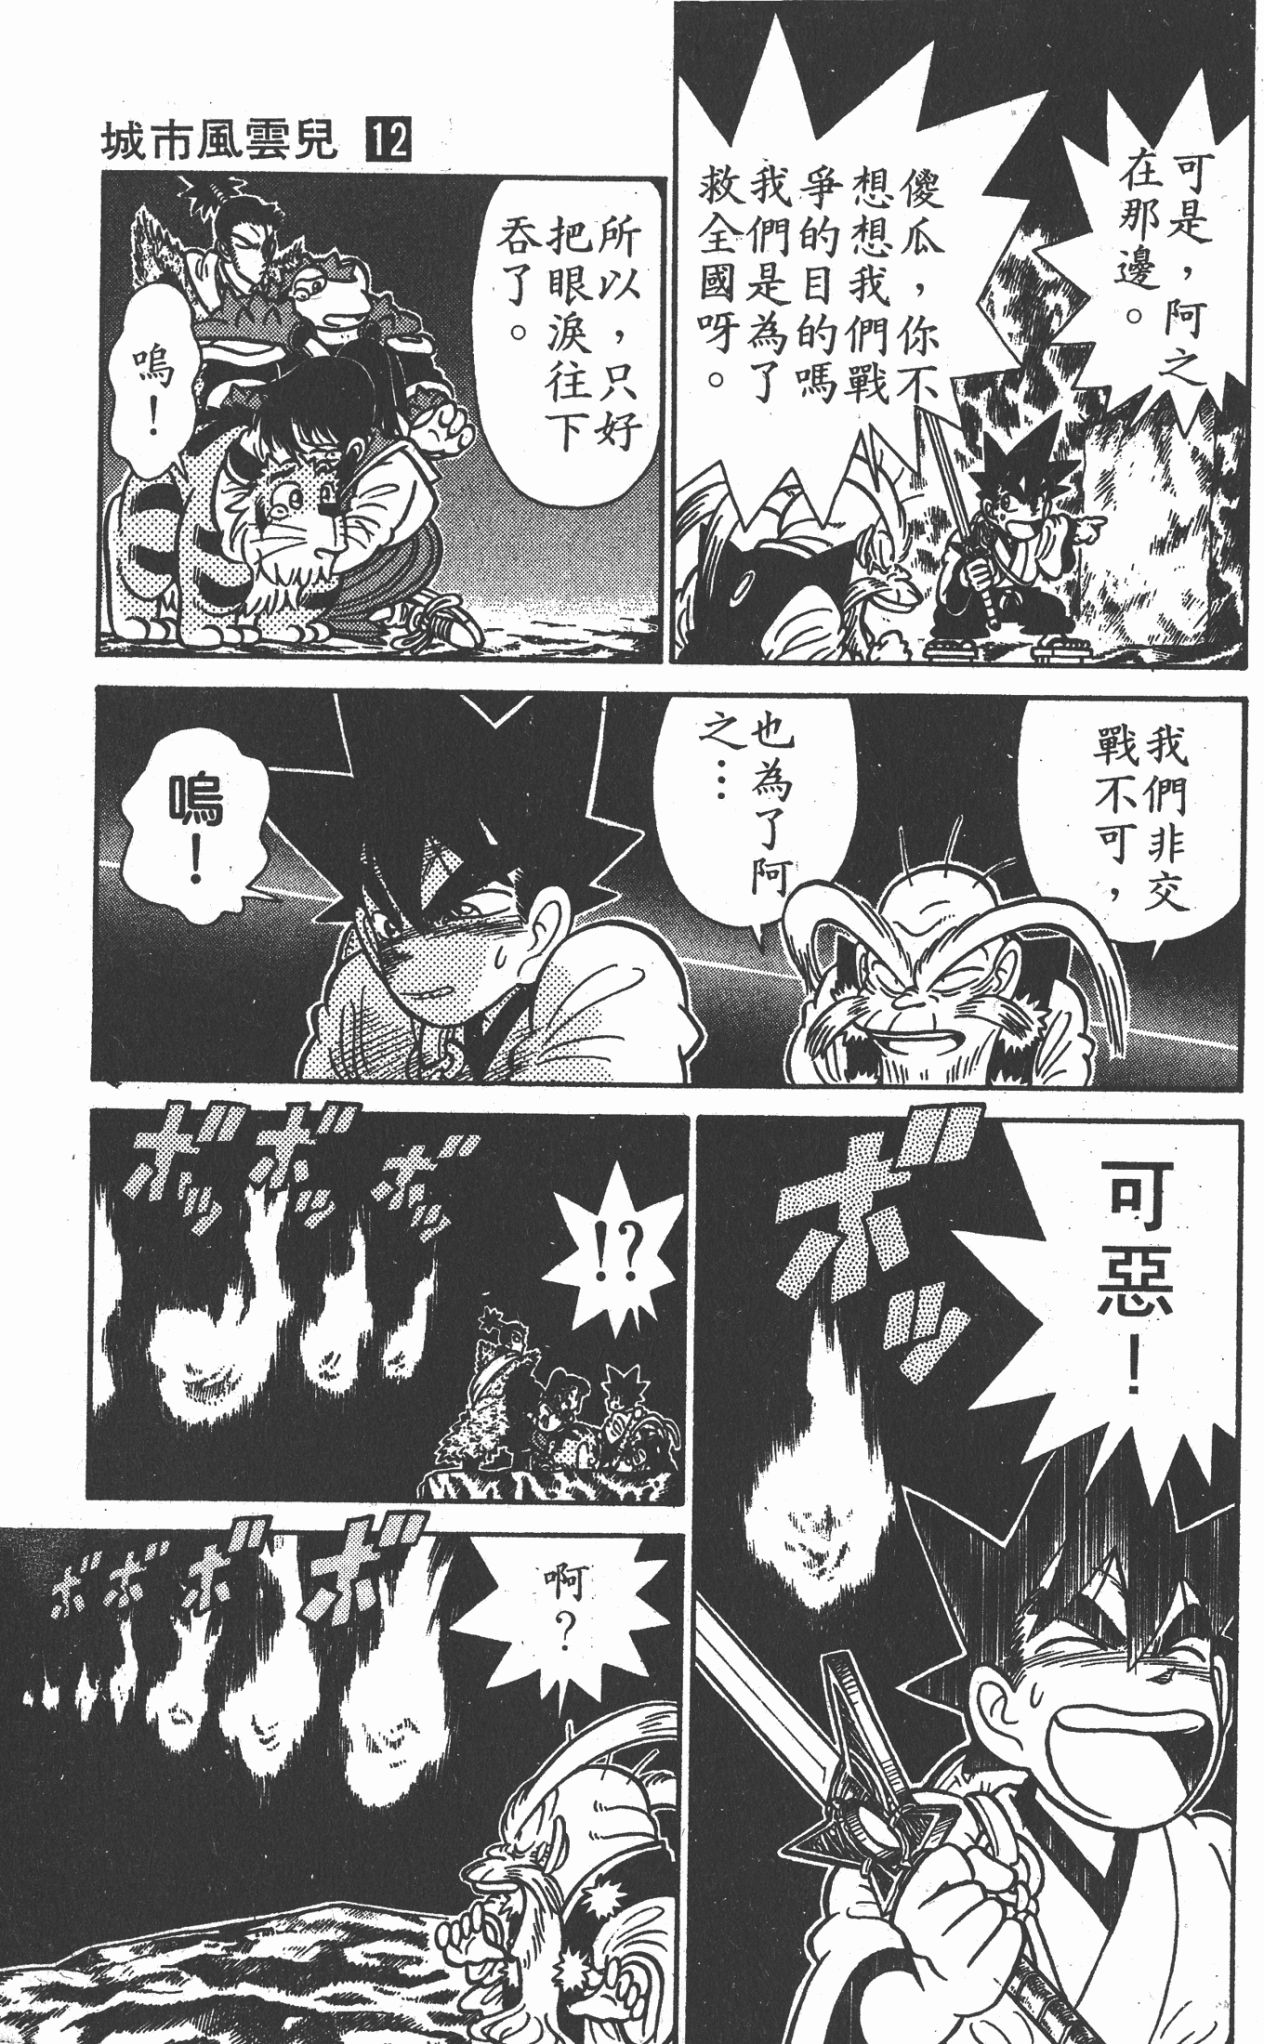 城市風雲兒 12
可是，阿之
在那邊。
傻瓜，你不
想想我們戰
爭的目的嗎
我們是為了
救全國呀。
所以，只好
把眼淚往下
吞了。
嗚！
我們非交
戰不可，
也為了阿
之…
嗚！
可惡！
ボッ
!?
ボッ
ボッ
ボッ
啊？
ボ
ボ
ボ
ボ